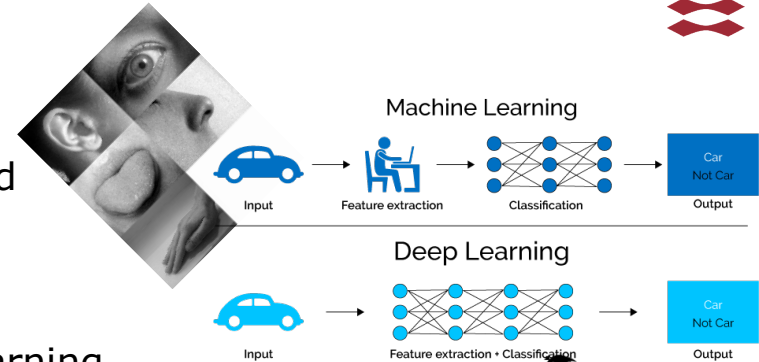 Machine Learning
Car
Not Car
Input
Feature extraction
Classification
Output
Deep Learning
Car
Not Car
Input
Feature extraction + Classification
Output